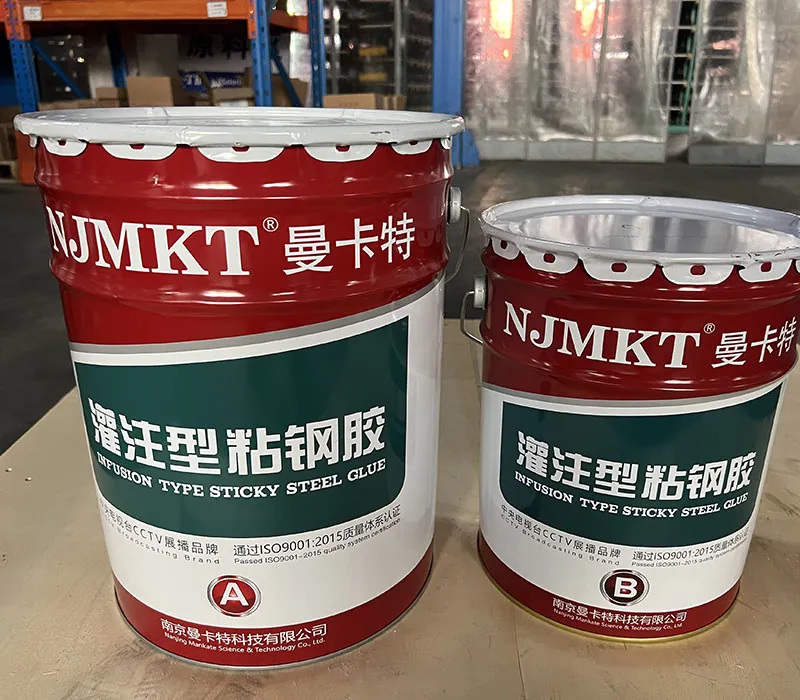 NJMKT® 曼卡特
灌注型粘钢胶
INFUSION TYPE STICKY STEEL GLUE
中央电视台CCTV展播品牌
CCTV Broadcasting Brand
通过ISO9001:2015质量体系认证
Passed ISO9001-2015 quality system certification
A
南京曼卡特科技有限公司
Nanjing Mankate Science & Technology Co., Ltd.
NJMKT® 曼卡特
灌注型粘钢胶
INFUSION TYPE STICKY STEEL GLUE
中央电视台CCTV展播品牌
CCTV Broadcasting Brand
通过ISO9001:2015质量体系认证
Passed ISO9001-2015 quality system certification
B
南京曼卡特科技有限公司
Nanjing Mankate Science & Technology Co., Ltd.